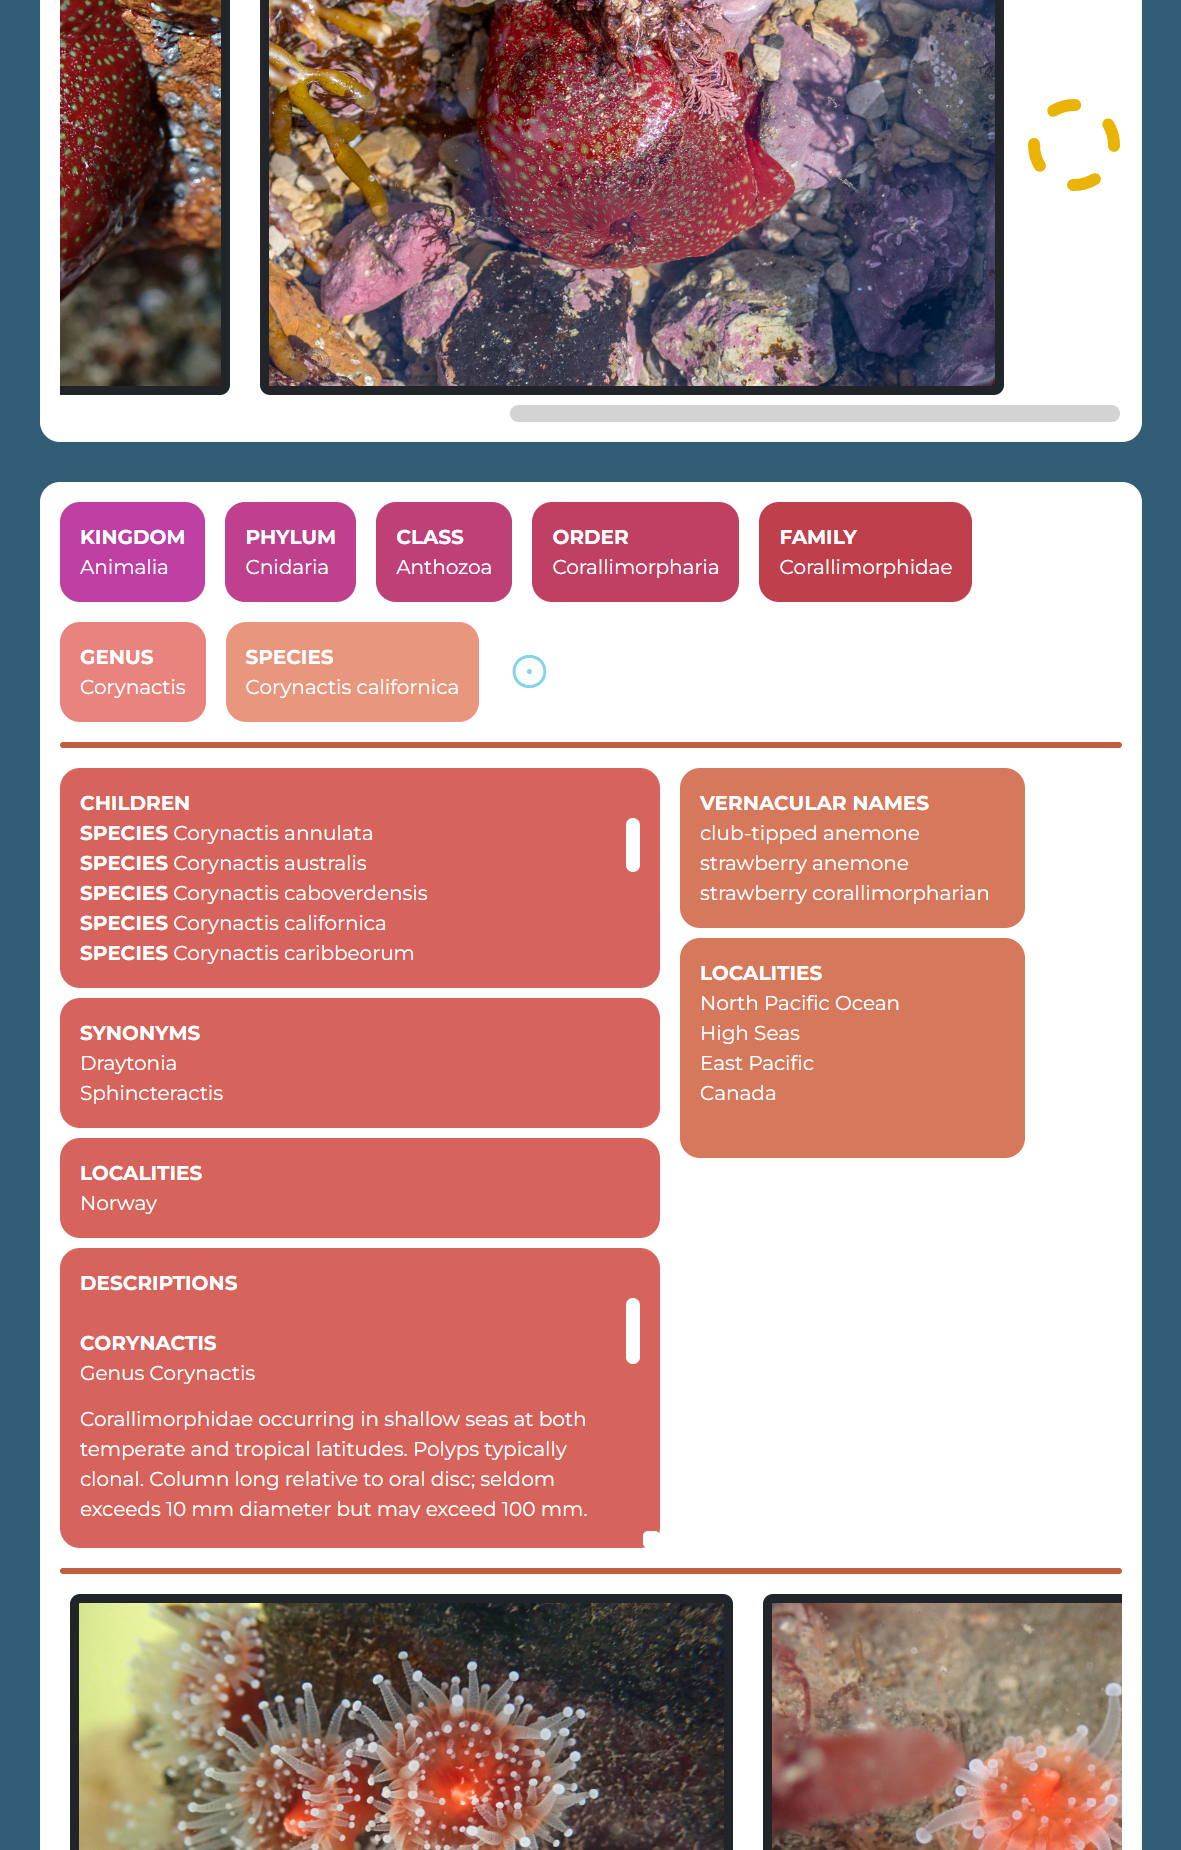 KINGDOM
Animalia
PHYLUM
Cnidaria
CLASS
Anthozoa
ORDER
Corallimorpharia
FAMILY
Corallimorphidae
GENUS
Corynactis
SPECIES
Corynactis californica
CHILDREN
SPECIES Corynactis annulata
SPECIES Corynactis australis
SPECIES Corynactis caboverdensis
SPECIES Corynactis californica
SPECIES Corynactis caribbeorum
SYNONYMS
Draytonia
Sphincteractis
LOCALITIES
Norway
DESCRIPTIONS
CORYNACTIS
Genus Corynactis
Corallimorphidae occurring in shallow seas at both
temperate and tropical latitudes. Polyps typically
clonal. Column long relative to oral disc; seldom
exceeds 10 mm diameter but may exceed 100 mm.
VERNACULAR NAMES
club-tipped anemone
strawberry anemone
strawberry corallimorpharian
LOCALITIES
North Pacific Ocean
High Seas
East Pacific
Canada